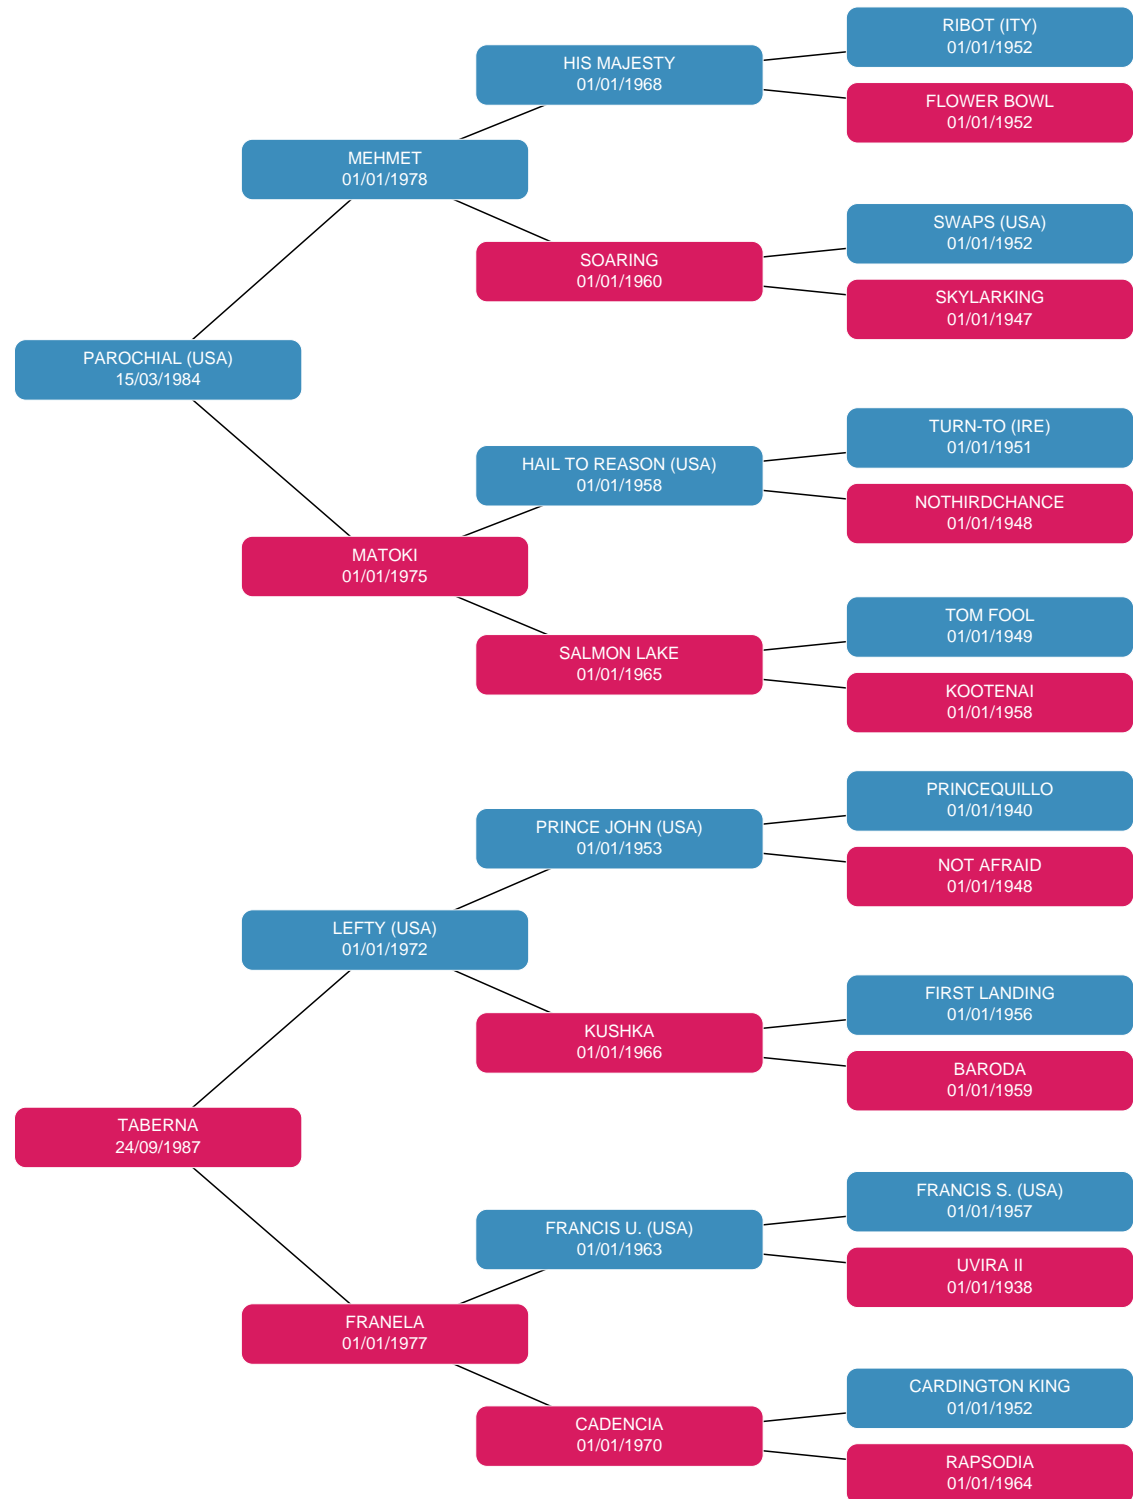 RIBOT (ITY)
01/01/1952
HIS MAJESTY
01/01/1968
FLOWER BOWL
01/01/1952
MEHMET
01/01/1978
SWAPS (USA)
01/01/1952
SOARING
01/01/1960
SKYLARKING
01/01/1947
PAROCHIAL (USA)
15/03/1984
TURN-TO (IRE)
01/01/1951
HAIL TO REASON (USA)
01/01/1958
NOTHIRDCHANCE
01/01/1948
MATOKI
01/01/1975
TOM FOOL
01/01/1949
SALMON LAKE
01/01/1965
KOOTENAI
01/01/1958
PRINCEQUILLO
01/01/1940
PRINCE JOHN (USA)
01/01/1953
NOT AFRAID
01/01/1948
LEFTY (USA)
01/01/1972
FIRST LANDING
01/01/1956
KUSHKA
01/01/1966
BARODA
01/01/1959
TABERNA
24/09/1987
FRANCIS S. (USA)
01/01/1957
FRANCIS U. (USA)
01/01/1963
UVIRA II
01/01/1938
FRANELA
01/01/1977
CARDINGTON KING
01/01/1952
CADENCIA
01/01/1970
RAPSODIA
01/01/1964